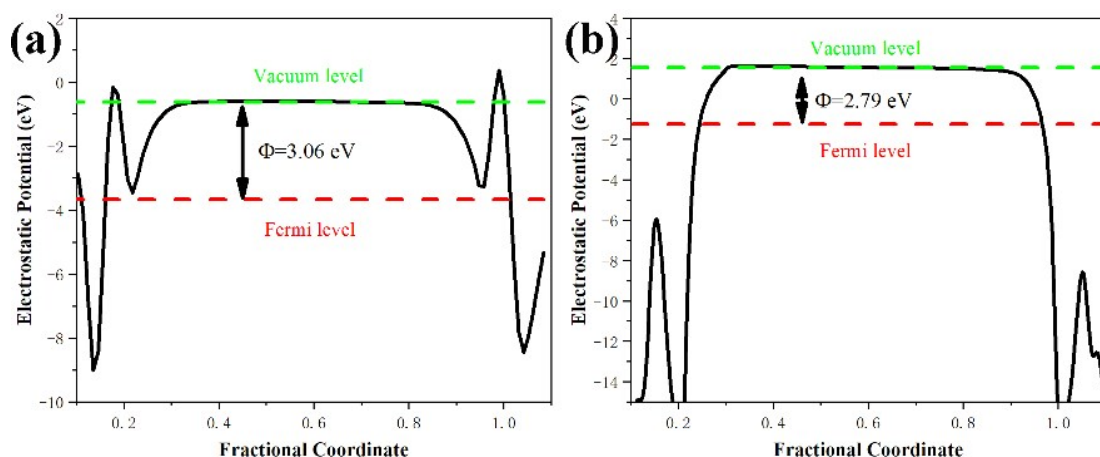 (a)
Electrostatic Potential (eV)
2
0
-2
-4
-6
-8
-10
Vacuum level
Φ=3.06 eV
Fermi level
0.2
0.4
0.6
0.8
1.0
Fractional Coordinate
(b)
Electrostatic Potential (eV)
4
2
0
-2
-4
-6
-8
-10
-12
-14
Vacuum level
Φ=2.79 eV
Fermi level
0.2
0.4
0.6
0.8
1.0
Fractional Coordinate